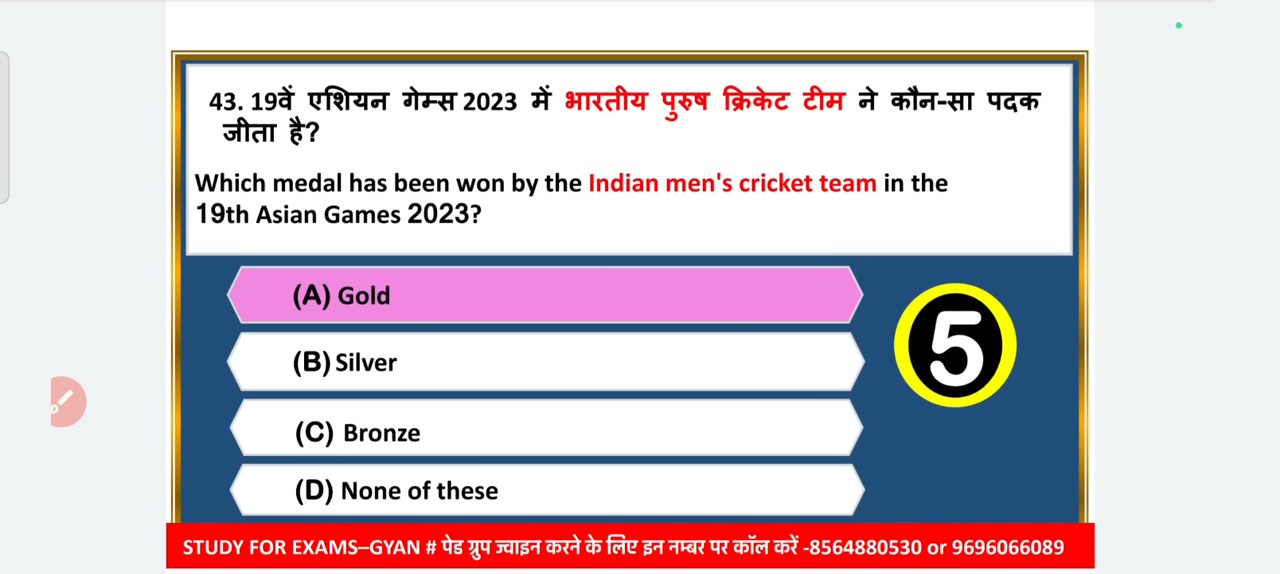 43. 19वें एशियन गेम्स 2023 में भारतीय पुरुष क्रिकेट टीम ने कौन-सा पदक
जीता है?
Which medal has been won by the Indian men's cricket team in the
19th Asian Games 2023?
(A) Gold
(B) Silver
(C) Bronze
(D) None of these
5
STUDY FOR EXAMS–GYAN # पेड ग्रुप ज्वाइन करने के लिए इन नम्बर पर कॉल करें -8564880530 or 9696066089